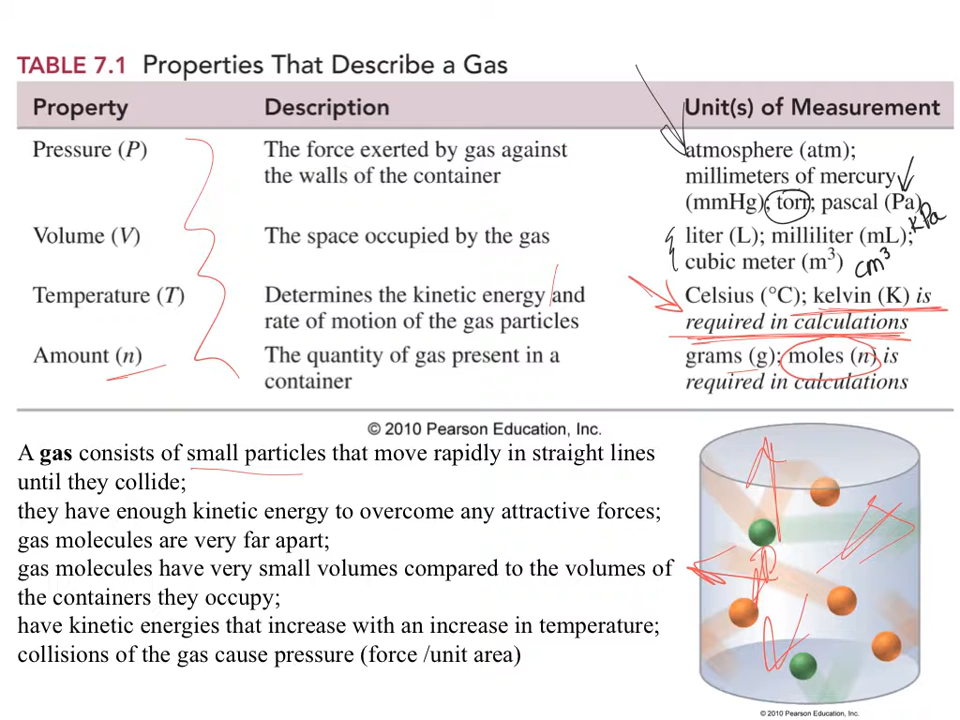 TABLE 7.1 Properties That Describe a Gas
Property Description Unit(s) of Measurement
Pressure (P) The force exerted by gas against atmosphere (atm);
the walls of the container millimeters of mercury
(mmHg); torr; pascal (Pa)
kPa
Volume (V) The space occupied by the gas liter (L); milliliter (mL);
cubic meter (m³) cm³
Temperature (T) Determines the kinetic energy and Celsius (°C); kelvin (K) is
rate of motion of the gas particles required in calculations
Amount (n) The quantity of gas present in a grams (g); moles (n) is
container required in calculations
© 2010 Pearson Education, Inc.
A gas consists of small particles that move rapidly in straight lines
until they collide;
they have enough kinetic energy to overcome any attractive forces;
gas molecules are very far apart;
gas molecules have very small volumes compared to the volumes of
the containers they occupy;
have kinetic energies that increase with an increase in temperature;
collisions of the gas cause pressure (force /unit area)
© 2010 Pearson Education, Inc.